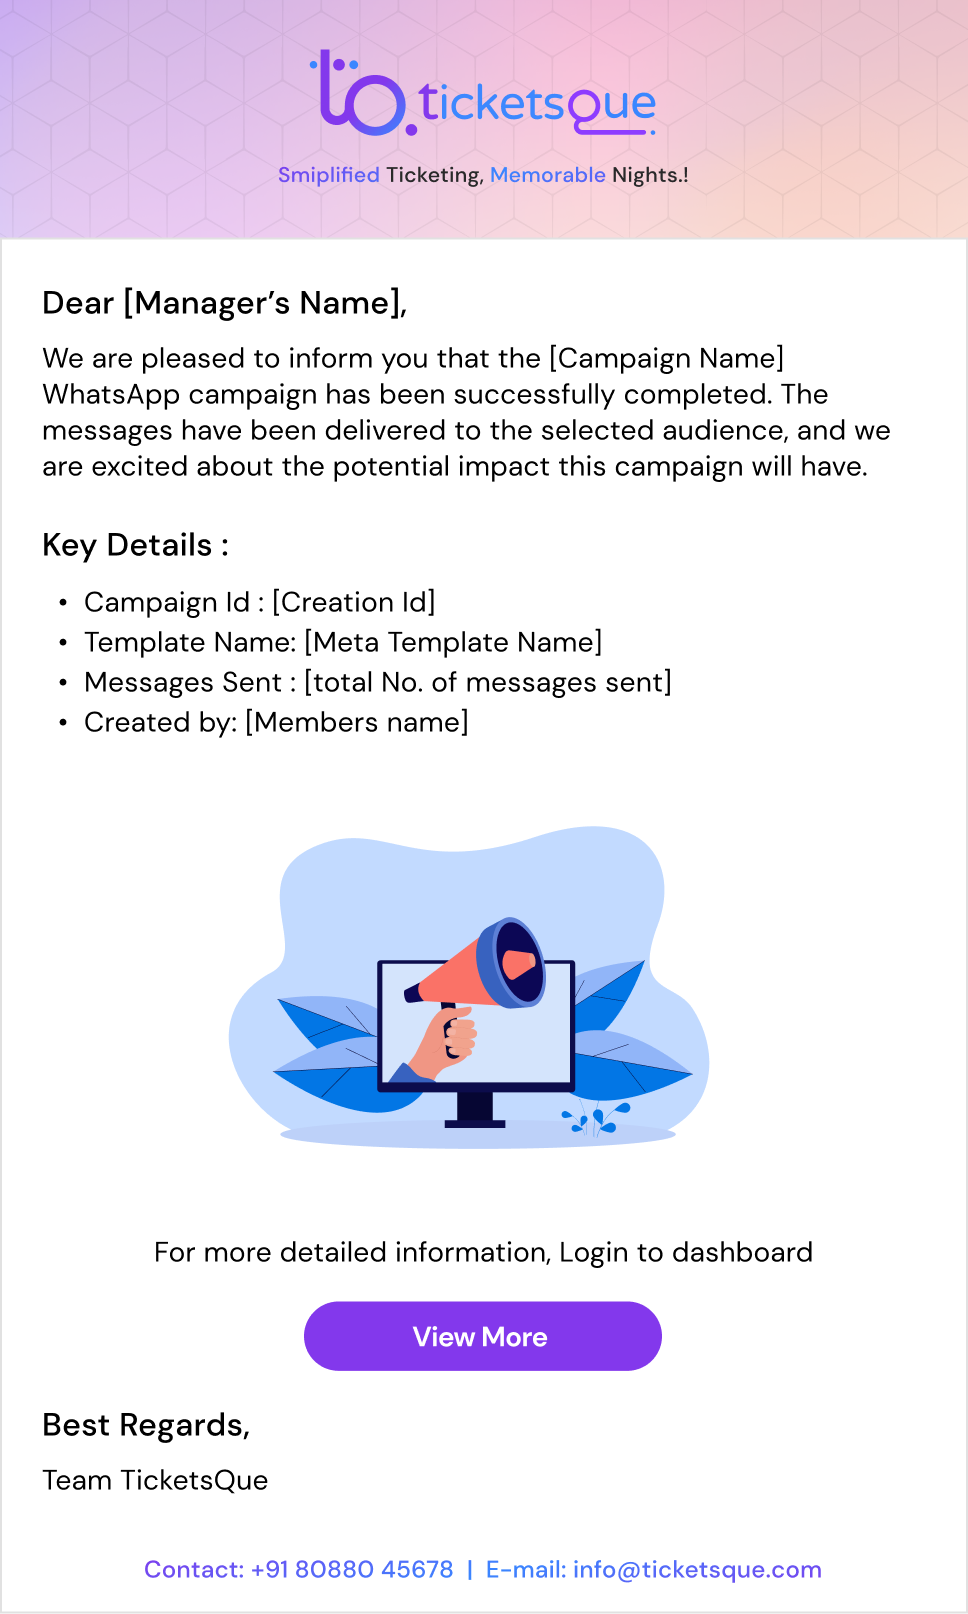 ticketsque
Smiplified Ticketing, Memorable Nights.!
Dear [Manager’s Name],
We are pleased to inform you that the [Campaign Name]
WhatsApp campaign has been successfully completed. The
messages have been delivered to the selected audience, and we
are excited about the potential impact this campaign will have.
Key Details :
• Campaign Id : [Creation Id]
• Template Name: [Meta Template Name]
• Messages Sent : [total No. of messages sent]
• Created by: [Members name]
For more detailed information, Login to dashboard
View More
Best Regards,
Team TicketsQue
Contact: +91 80880 45678 | E-mail: info@ticketsque.com